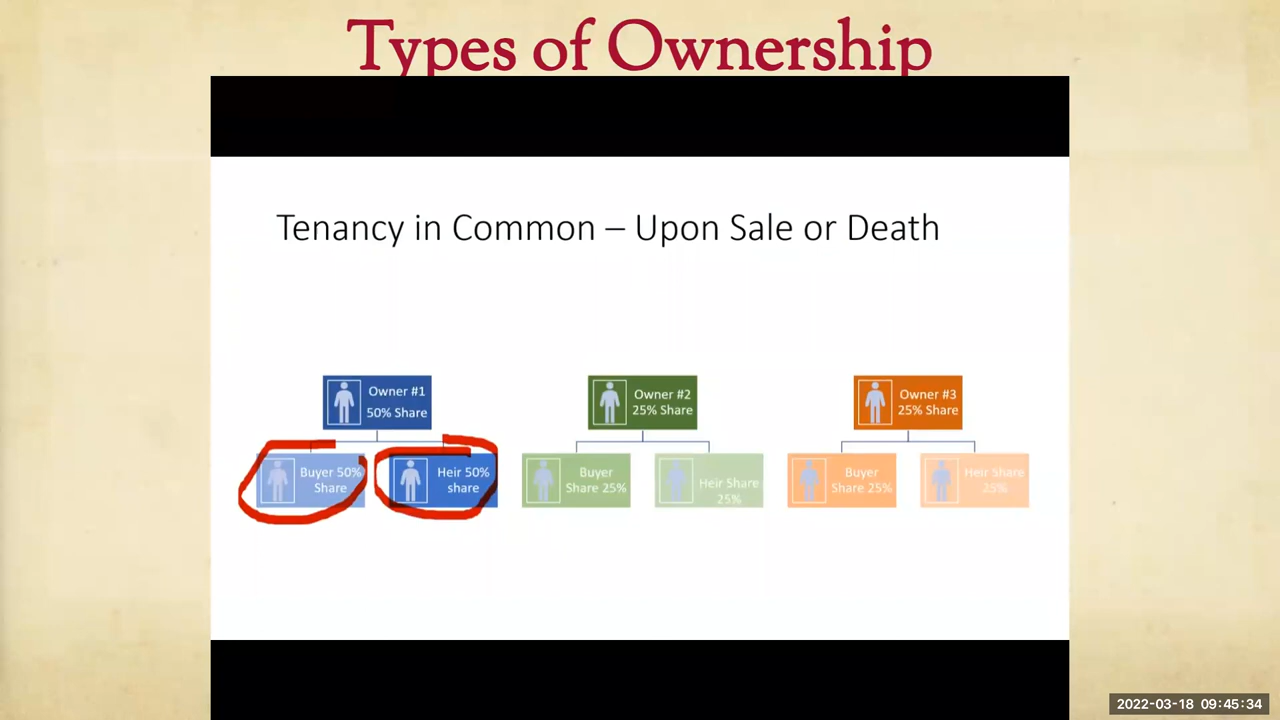 Types of Ownership
Tenancy in Common – Upon Sale or Death
Owner #1
50% Share
Owner #2
25% Share
Owner #3
25% Share
Buyer 50%
Share
Heir 50%
share
Buyer
Share 25%
Heir Share
25%
Buyer
Share 25%
Heir Share
25%
2022-03-18 09:45:34